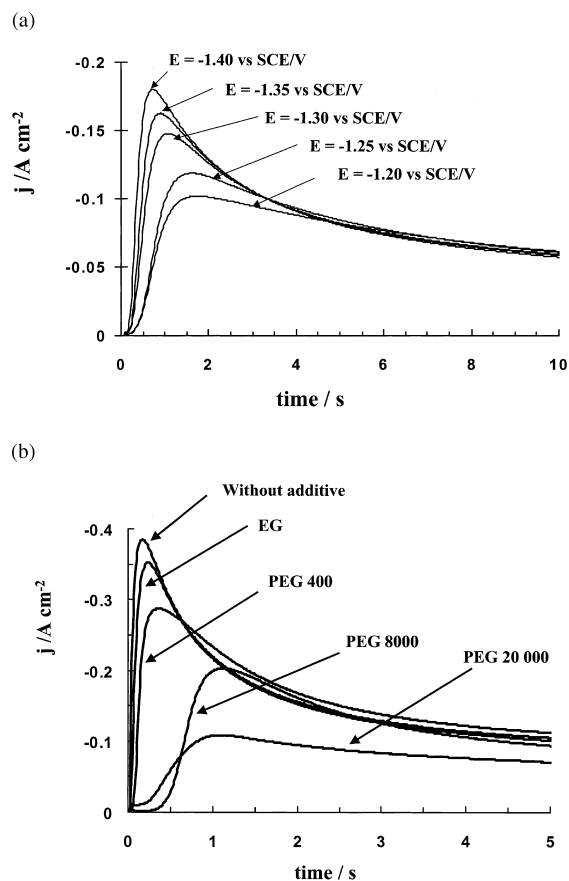 (a)
E = -1.40 vs SCE/V
-0.2
E = -1.35 vs SCE/V
E = -1.30 vs SCE/V
-0.15
E = -1.25 vs SCE/V
E = -1.20 vs SCE/V
j /A cm-2
-0.1
-0.05
0
0 2 4 6 8 10
time / s
(b)
Without additive
-0.4
EG
PEG 400
-0.3
PEG 8000
PEG 20 000
j /A cm-2
-0.2
-0.1
0
0 1 2 3 4 5
time / s